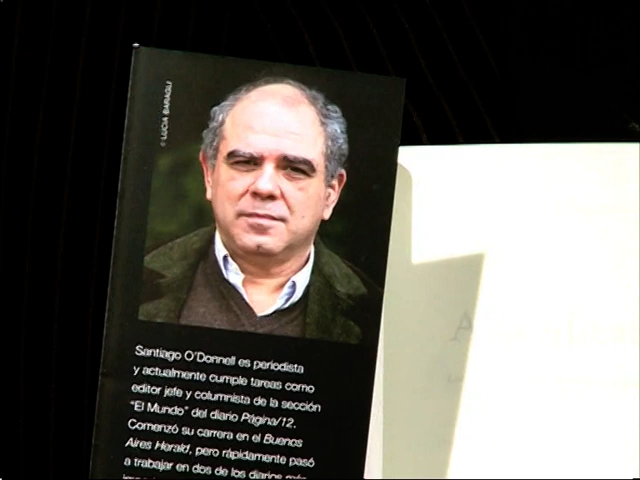 © LUCIA BARAGLI
Santiago O'Donnell es periodista
y actualmente cumple tareas como
editor jefe y columnista de la sección
"El Mundo" del diario Página/12.
Comenzó su carrera en el Buenos
Aires Herald, pero rápidamente pasó
a trabajar en dos de los diarios más